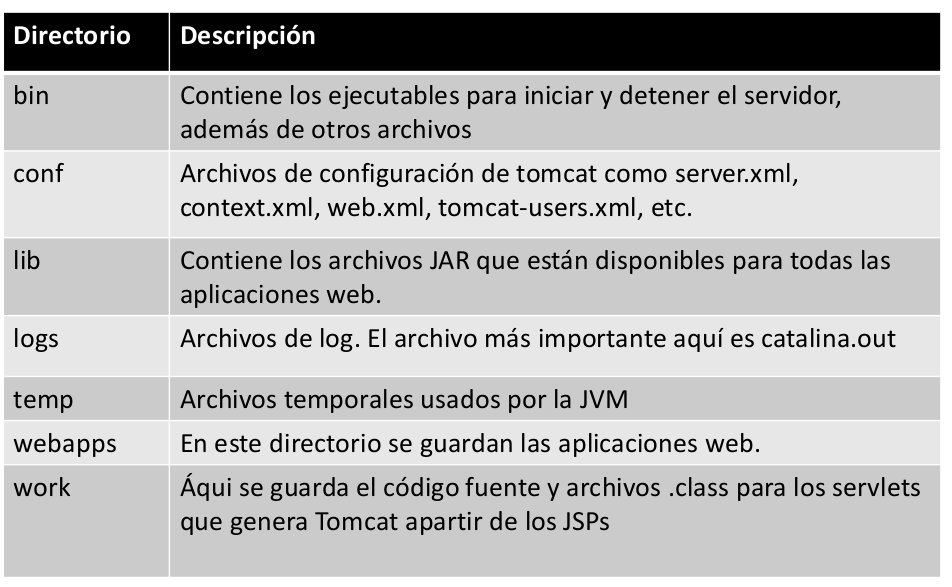 Directorio Descripción
bin Contiene los ejecutables para iniciar y detener el servidor,
además de otros archivos
conf Archivos de configuración de tomcat como server.xml,
context.xml, web.xml, tomcat-users.xml, etc.
lib Contiene los archivos JAR que están disponibles para todas las
aplicaciones web.
logs Archivos de log. El archivo más importante aquí es catalina.out
temp Archivos temporales usados por la JVM
webapps En este directorio se guardan las aplicaciones web.
work Áqui se guarda el código fuente y archivos .class para los servlets
que genera Tomcat apartir de los JSPs